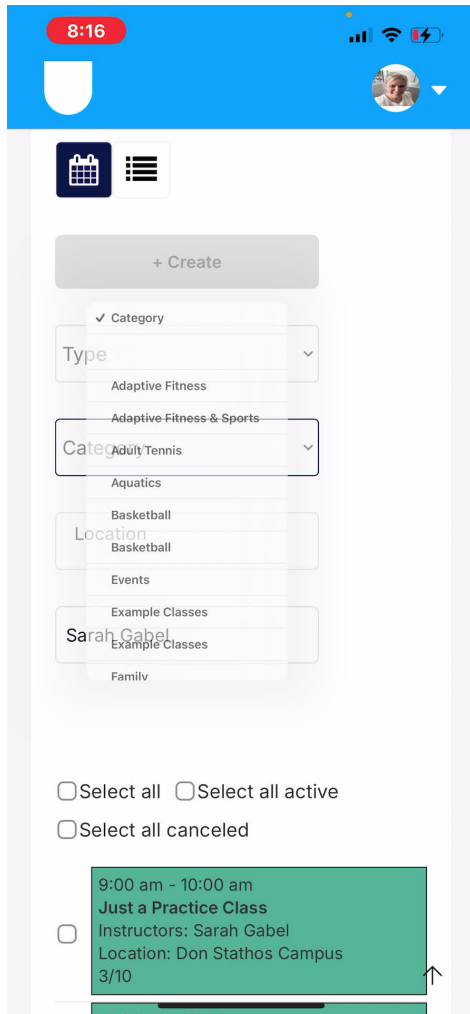 8:16
+ Create
✓ Category
Type
Adaptive Fitness
Adaptive Fitness & Sports
Category
Adult Tennis
Aquatics
Basketball
Location
Basketball
Events
Example Classes
Sarah Gabel
Example Classes
Family
Select all
Select all active
Select all canceled
9:00 am - 10:00 am
Just a Practice Class
Instructors: Sarah Gabel
Location: Don Stathos Campus
3/10